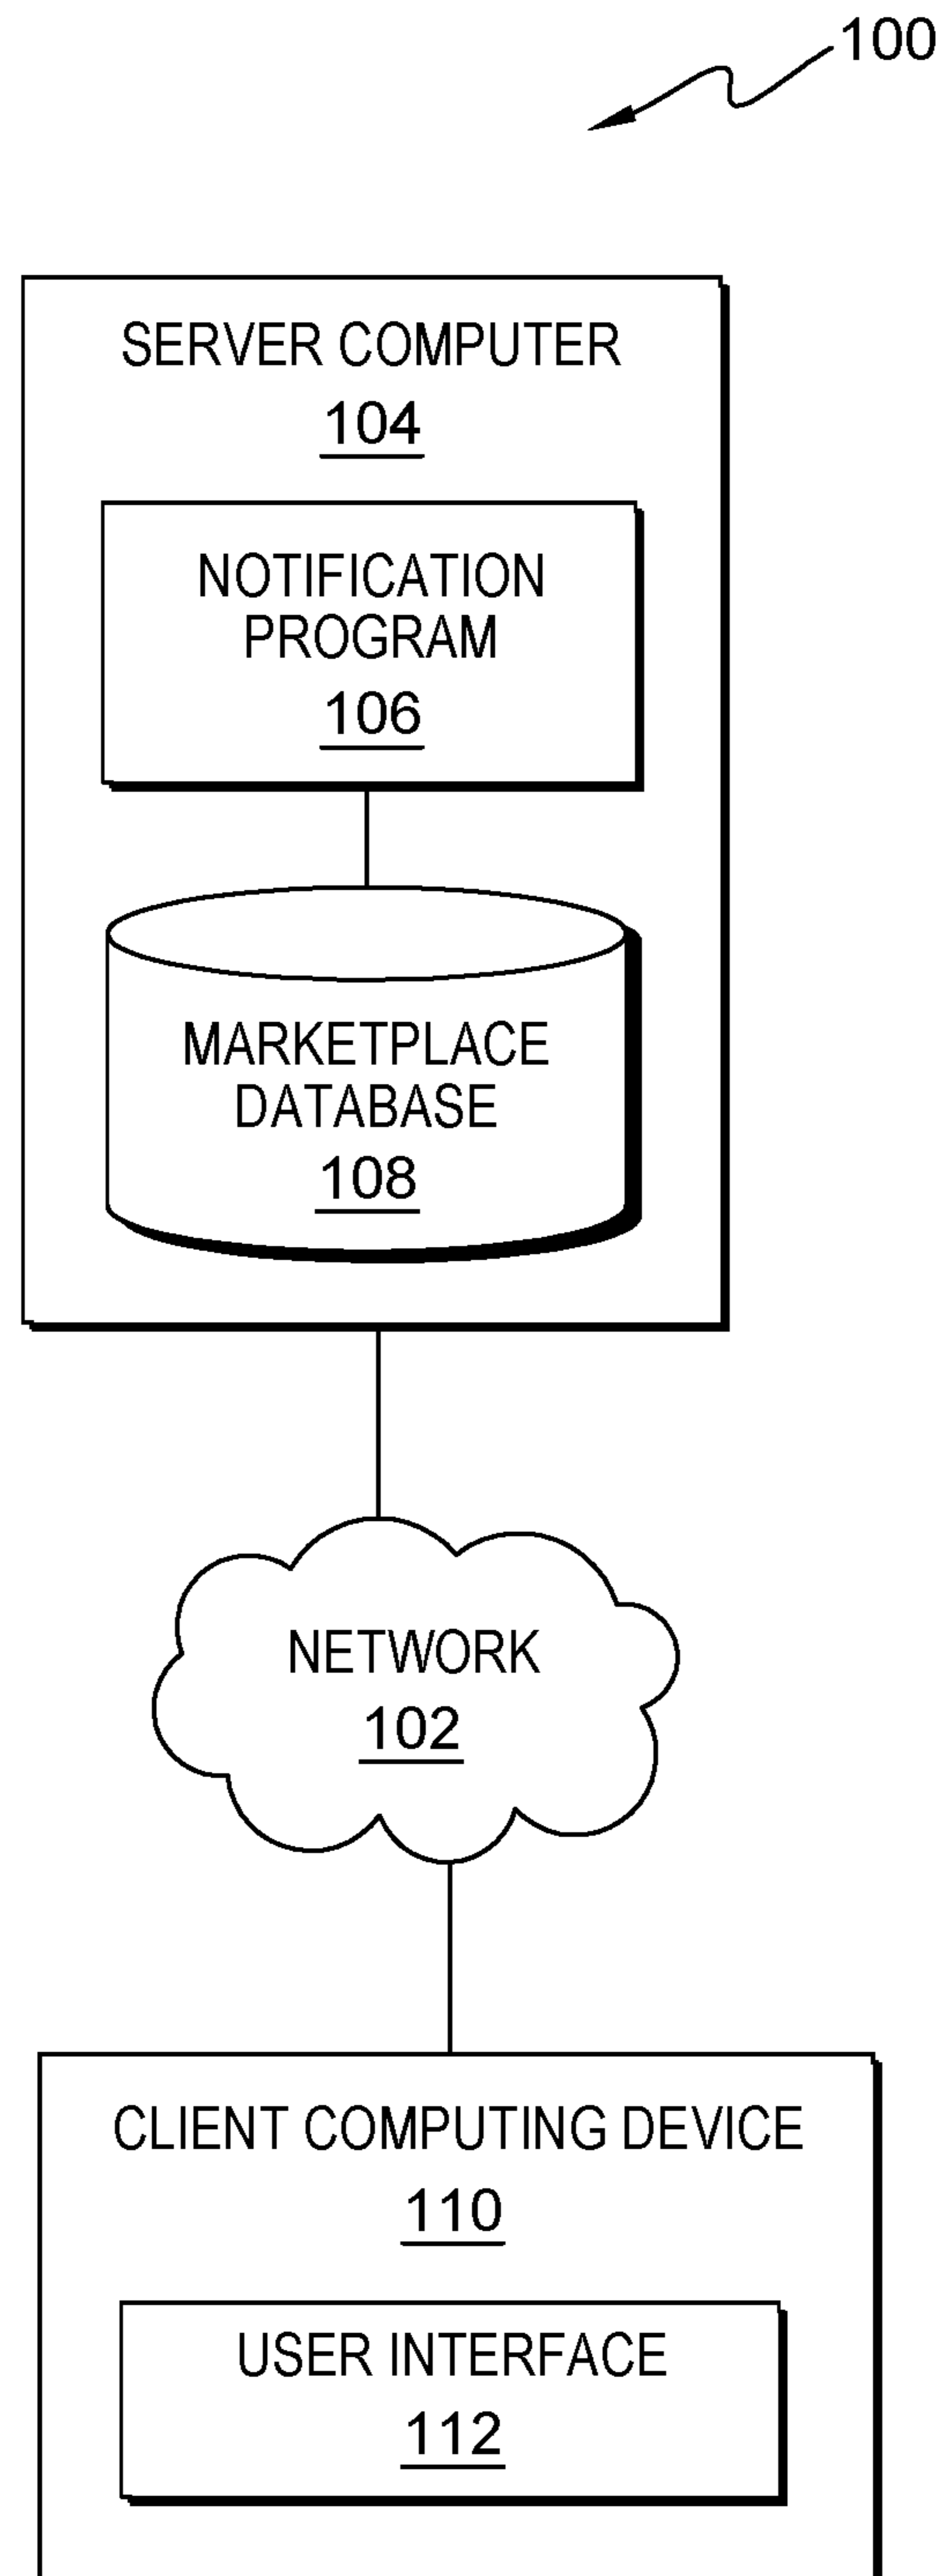 100
SERVER COMPUTER
104
NOTIFICATION
PROGRAM
106
MARKETPLACE
DATABASE
108
NETWORK
102
CLIENT COMPUTING DEVICE
110
USER INTERFACE
112